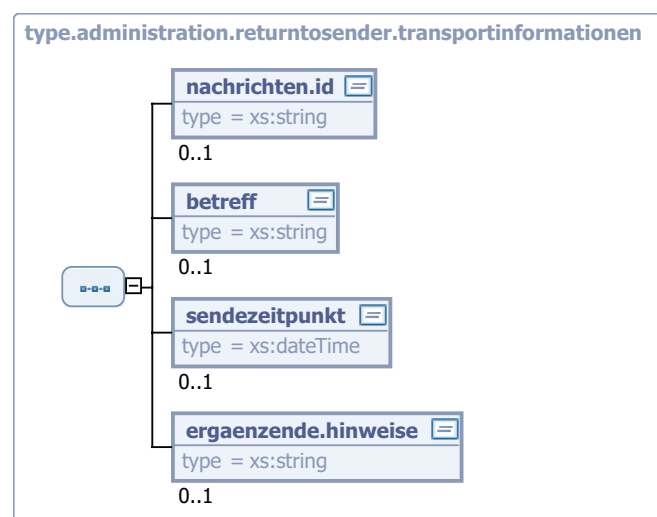 type.administration.returntosender.transportinformationen
nachrichten.id
type = xs:string
0..1
betreff
type = xs:string
0..1
sendezeitpunkt
type = xs:dateTime
0..1
ergaenzende.hinweise
type = xs:string
0..1